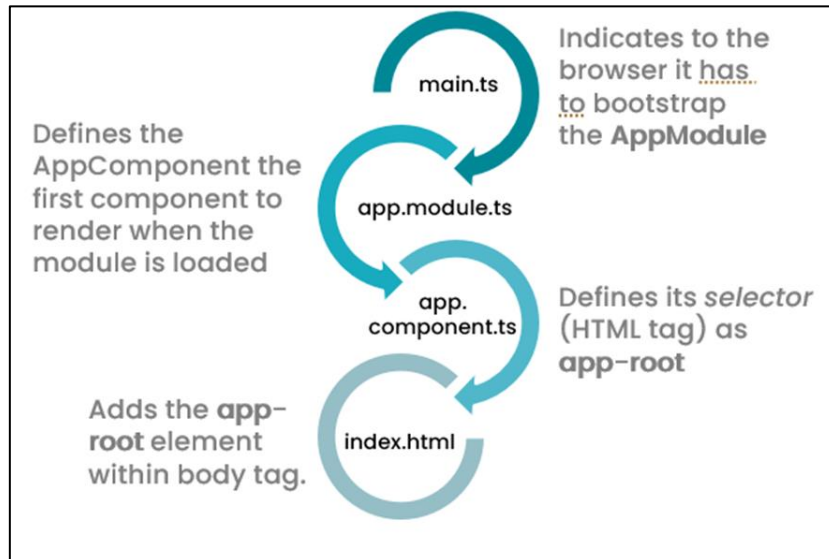 main.ts
Indicates to the
browser it has
to bootstrap
the AppModule
Defines the
AppComponent the
first component to
render when the
module is loaded
app.module.ts
app.
component.ts
Defines its selector
(HTML tag) as
app-root
Adds the app-
root element
within body tag.
index.html